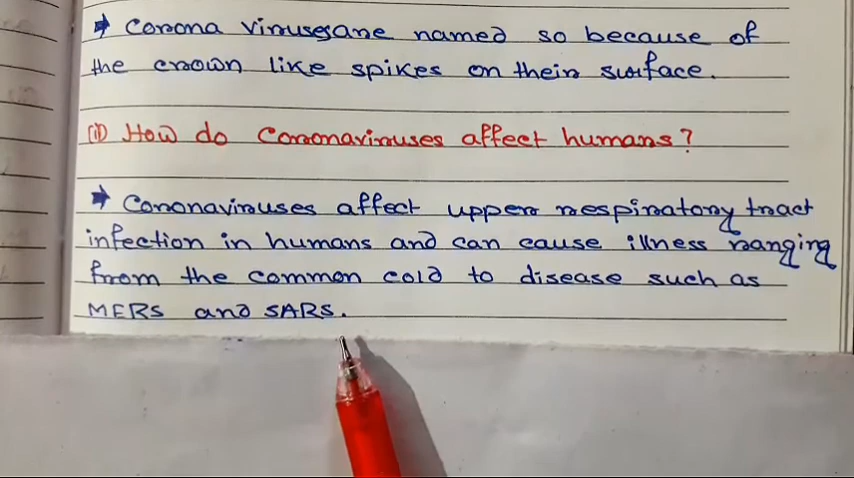 → Corona virusesare named so because of
the crown like spikes on their surface.
(ii) How do Coronaviruses affect humans?
→ Coronaviruses affect upper respiratory tract
infection in humans and can cause illness ranging
from the common cold to disease such as
MERS and SARS.